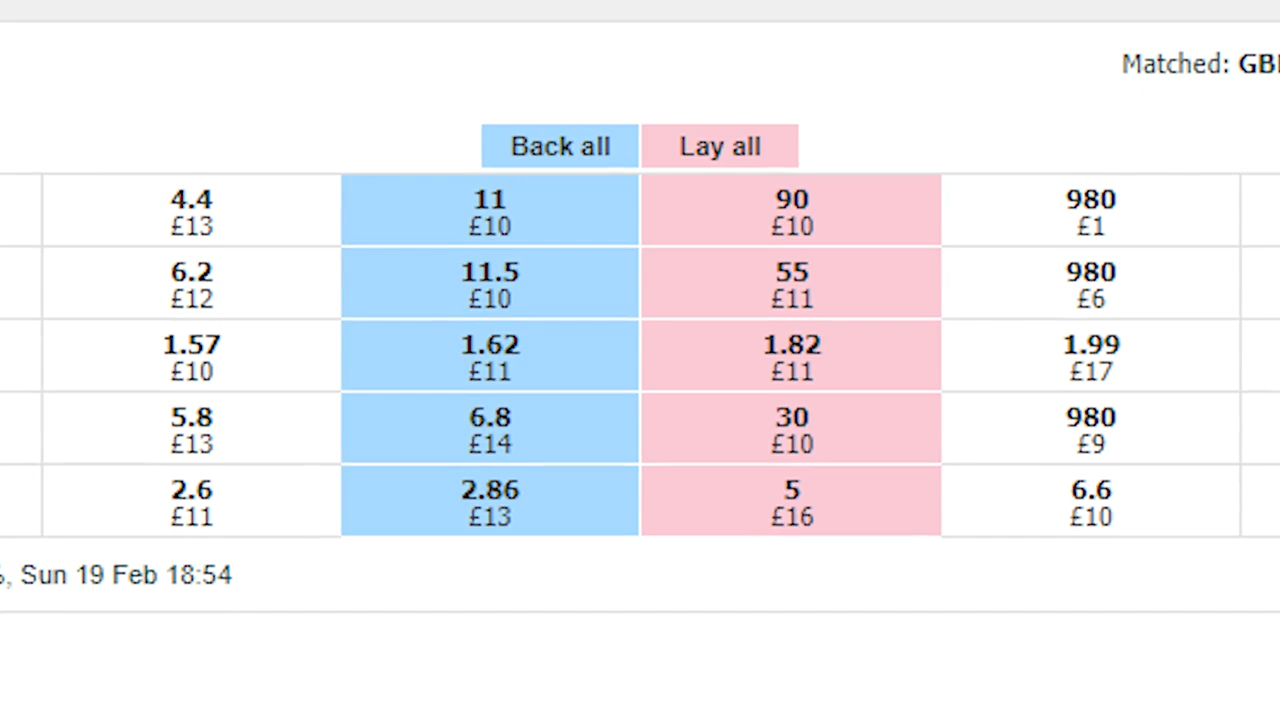 Matched: GB
Back all Lay all
4.4 11 90 980
£13 £10 £10 £1
6.2 11.5 55 980
£12 £10 £11 £6
1.57 1.62 1.82 1.99
£10 £11 £11 £17
5.8 6.8 30 980
£13 £14 £10 £9
2.6 2.86 5 6.6
£11 £13 £16 £10
, Sun 19 Feb 18:54